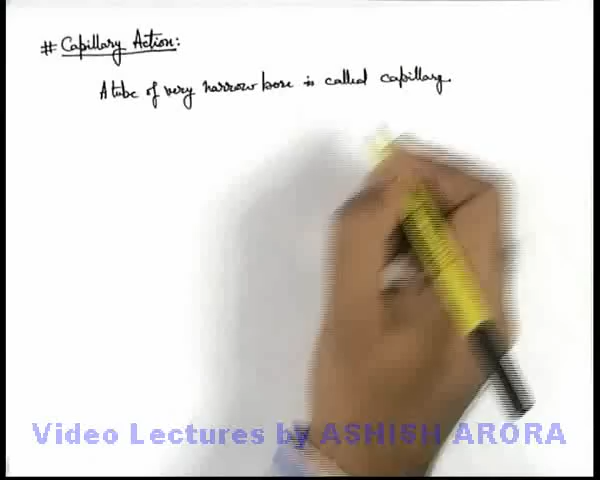 # Capillary Action:
A tube of very narrow bore is called capillary.
Video Lectures by ASHISH ARORA